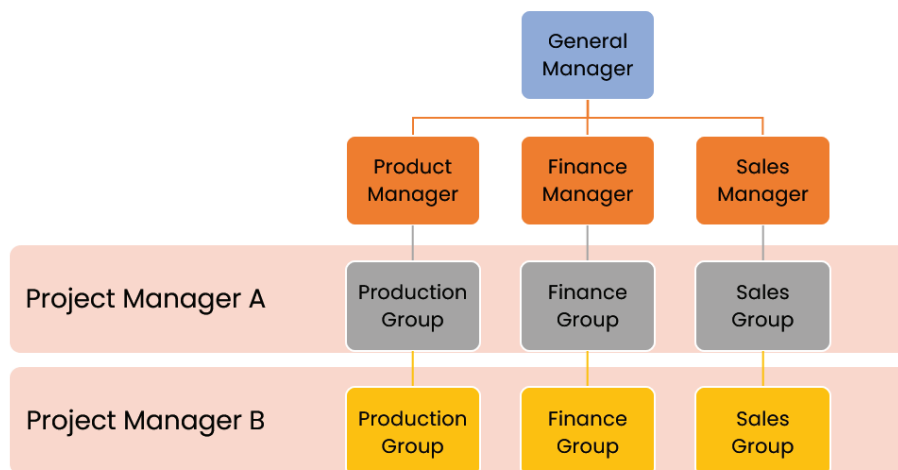 General
Manager
Product
Manager
Finance
Manager
Sales
Manager
Project Manager A
Production
Group
Finance
Group
Sales
Group
Project Manager B
Production
Group
Finance
Group
Sales
Group